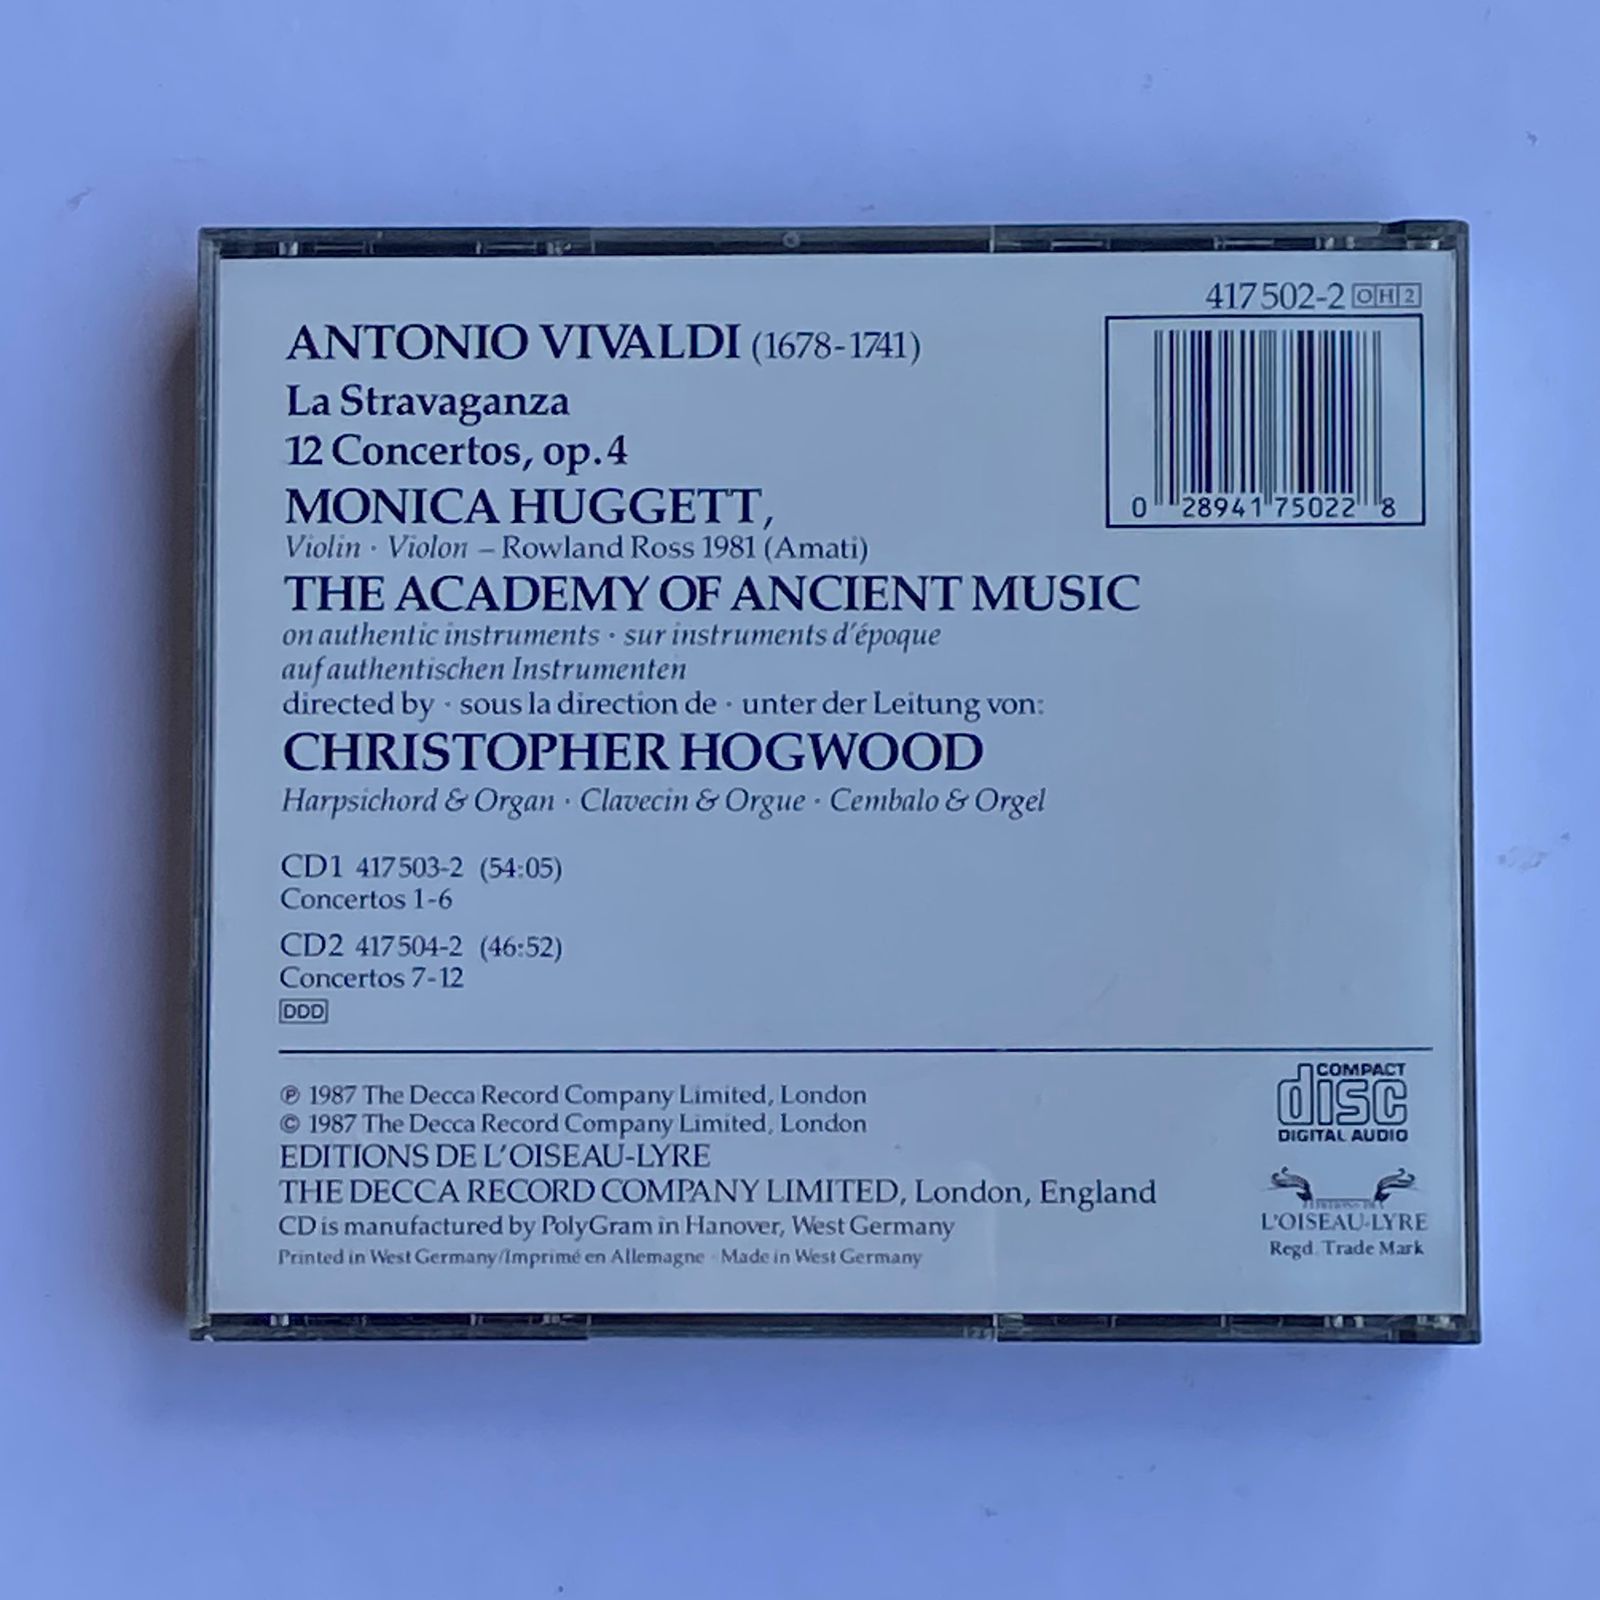 417 502-2 OH2
ANTONIO VIVALDI (1678-1741)
La Stravaganza
12 Concertos, op. 4
0 28941 75022 8
MONICA HUGGETT,
Violin · Violon – Rowland Ross 1981 (Amati)
THE ACADEMY OF ANCIENT MUSIC
on authentic instruments · sur instruments d'époque
auf authentischen Instrumenten
directed by · sous la direction de · unter der Leitung von:
CHRISTOPHER HOGWOOD
Harpsichord & Organ · Clavecin & Orgue · Cembalo & Orgel
CD1 417 503-2 (54:05)
Concertos 1-6
CD2 417 504-2 (46:52)
Concertos 7-12
DDD
℗ 1987 The Decca Record Company Limited, London
© 1987 The Decca Record Company Limited, London
EDITIONS DE L'OISEAU-LYRE
THE DECCA RECORD COMPANY LIMITED, London, England
CD is manufactured by PolyGram in Hanover, West Germany
Printed in West Germany/Imprimé en Allemagne · Made in West Germany
COMPACT
disc
DIGITAL AUDIO
L'OISEAU-LYRE
Regd. Trade Mark